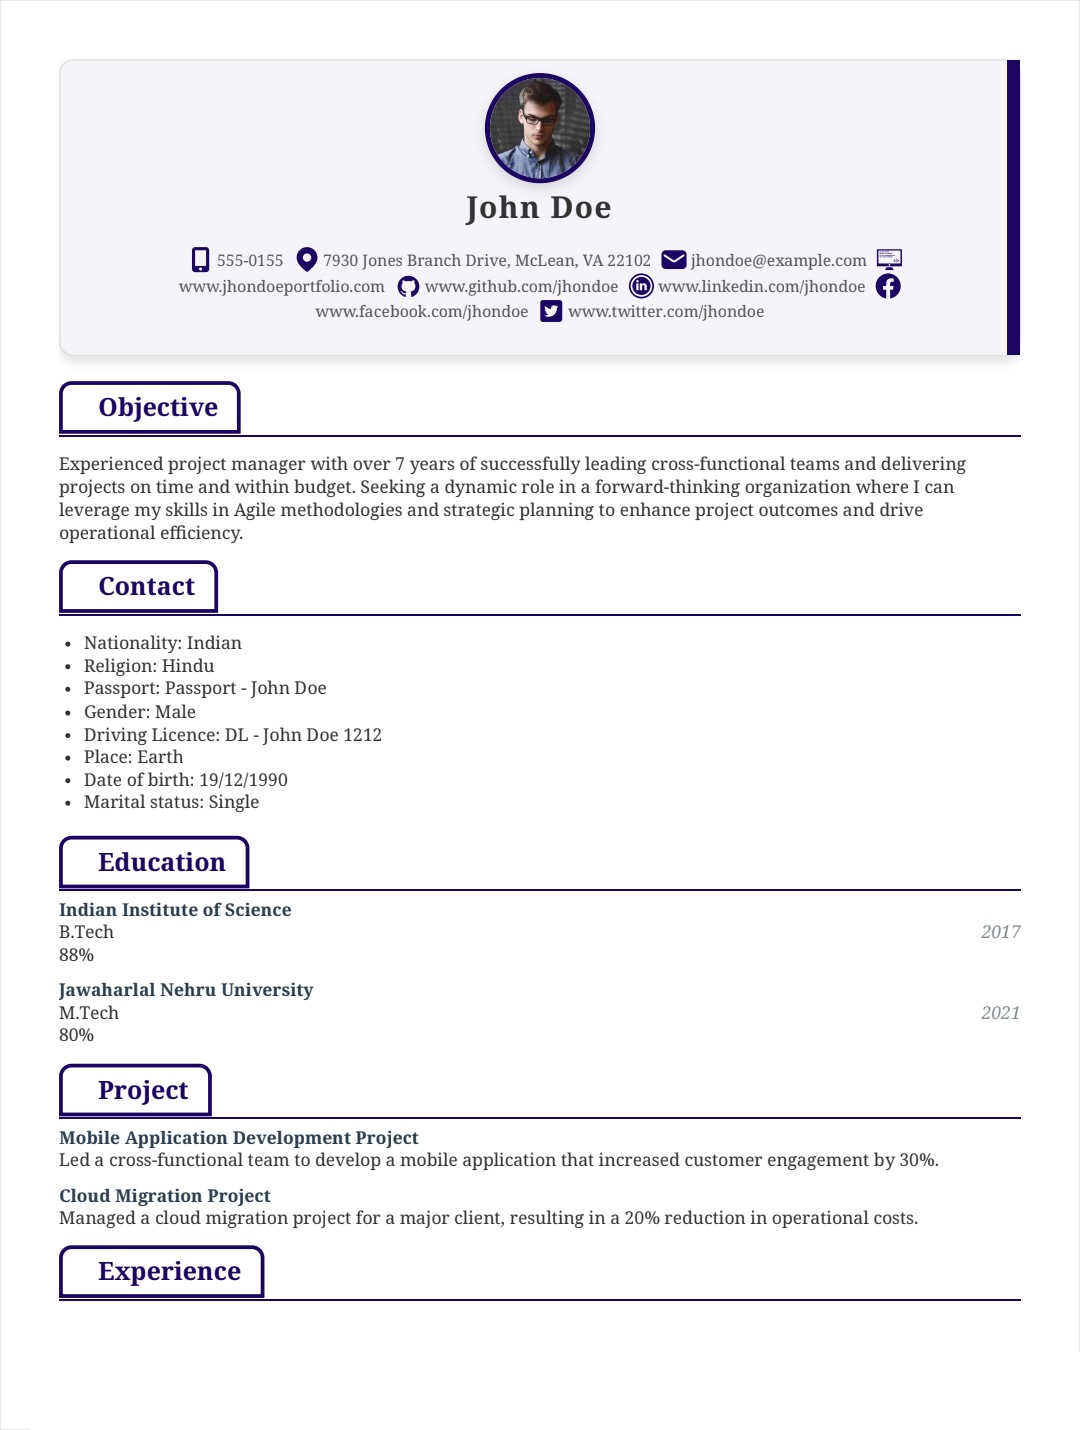 John Doe
555-0155 7930 Jones Branch Drive, McLean, VA 22102 jhondoe@example.com
www.jhondoeportfolio.com www.github.com/jhondoe www.linkedin.com/jhondoe
www.facebook.com/jhondoe www.twitter.com/jhondoe
Objective
Experienced project manager with over 7 years of successfully leading cross-functional teams and delivering
projects on time and within budget. Seeking a dynamic role in a forward-thinking organization where I can
leverage my skills in Agile methodologies and strategic planning to enhance project outcomes and drive
operational efficiency.
Contact
• Nationality: Indian
• Religion: Hindu
• Passport: Passport - John Doe
• Gender: Male
• Driving Licence: DL - John Doe 1212
• Place: Earth
• Date of birth: 19/12/1990
• Marital status: Single
Education
Indian Institute of Science
B.Tech 2017
88%
Jawaharlal Nehru University
M.Tech 2021
80%
Project
Mobile Application Development Project
Led a cross-functional team to develop a mobile application that increased customer engagement by 30%.
Cloud Migration Project
Managed a cloud migration project for a major client, resulting in a 20% reduction in operational costs.
Experience